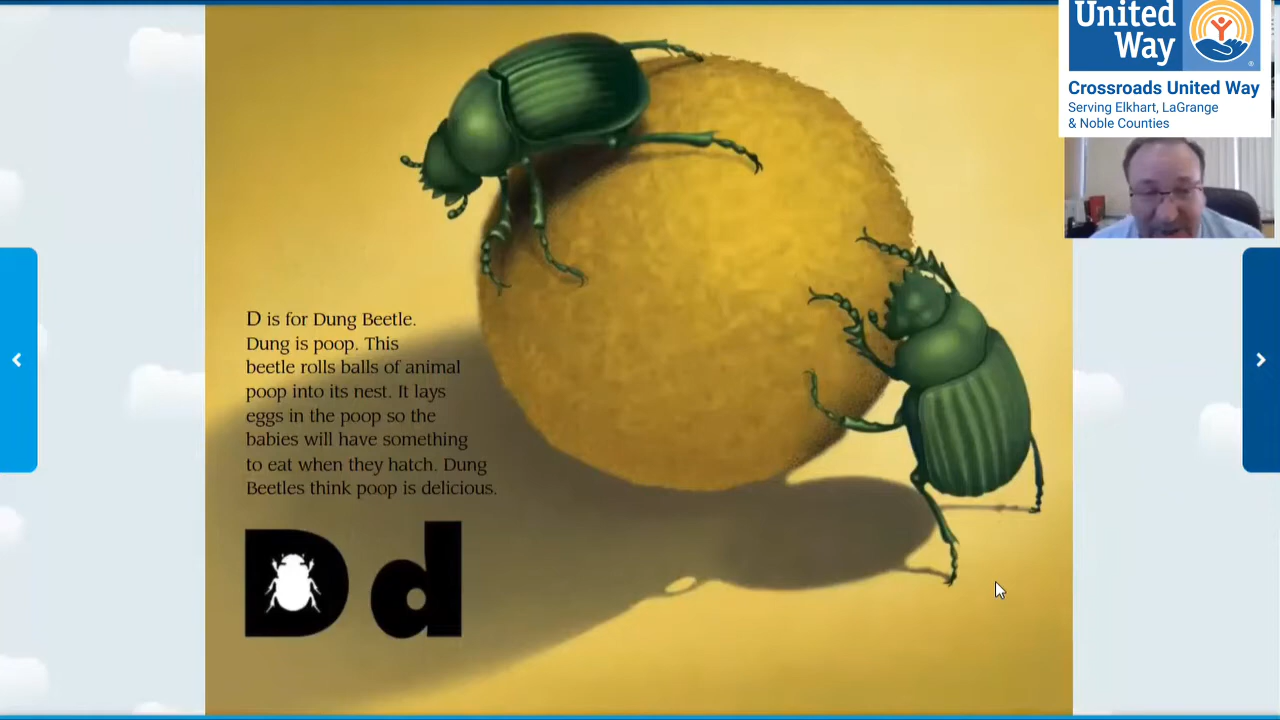 United
Way
Crossroads United Way
Serving Elkhart, LaGrange
& Noble Counties
D is for Dung Beetle.
Dung is poop. This
beetle rolls balls of animal
poop into its nest. It lays
eggs in the poop so the
babies will have something
to eat when they hatch. Dung
Beetles think poop is delicious.
D d